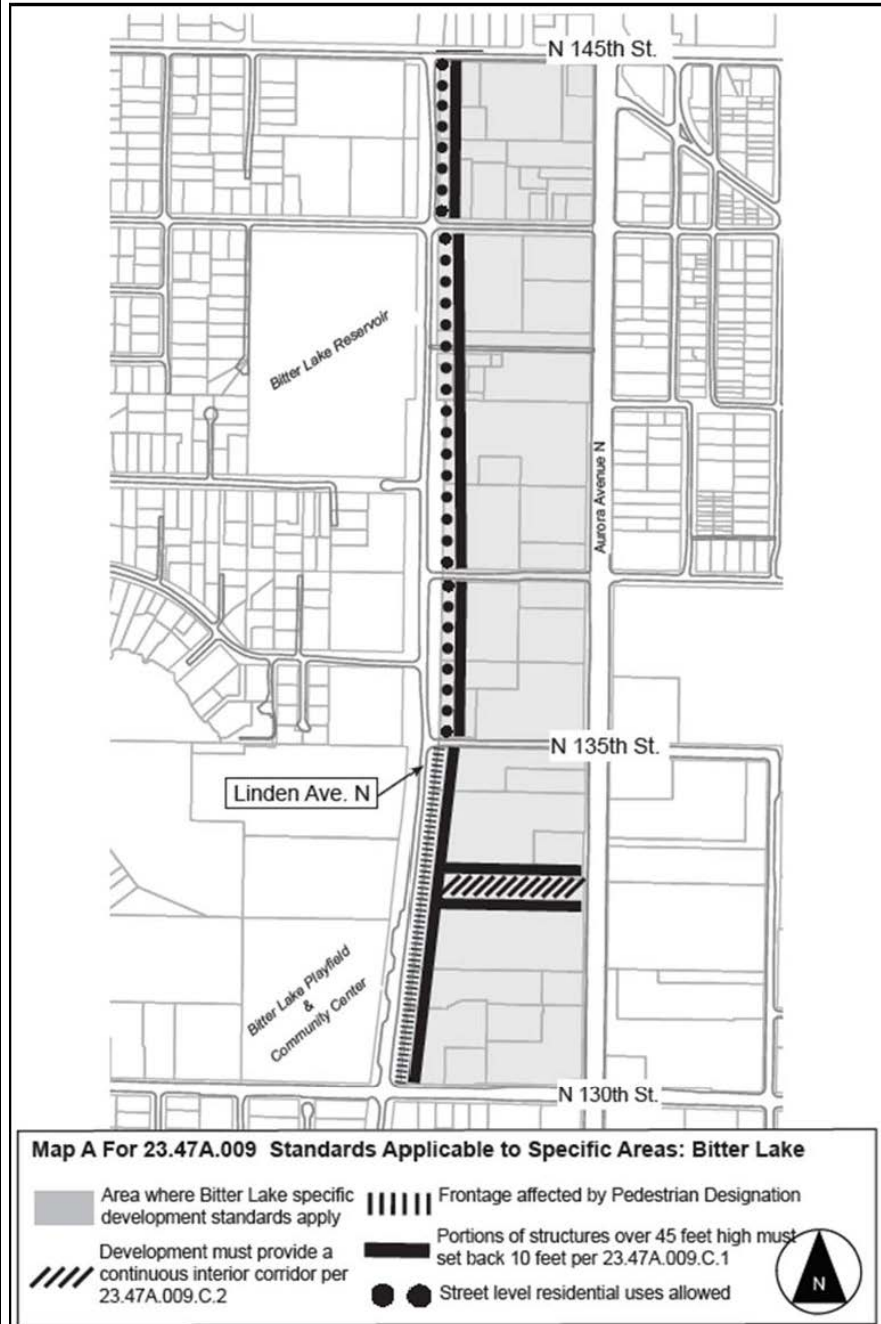 N 145th St.
Bitter Lake Reservoir
Aurora Avenue N
N 135th St.
Linden Ave. N
Bitter Lake Playfield
&
Community Center
N 130th St.
Map A For 23.47A.009 Standards Applicable to Specific Areas: Bitter Lake
Area where Bitter Lake specific
development standards apply
Development must provide a
continuous interior corridor per
23.47A.009.C.2
Frontage affected by Pedestrian Designation
Portions of structures over 45 feet high must
set back 10 feet per 23.47A.009.C.1
Street level residential uses allowed
N